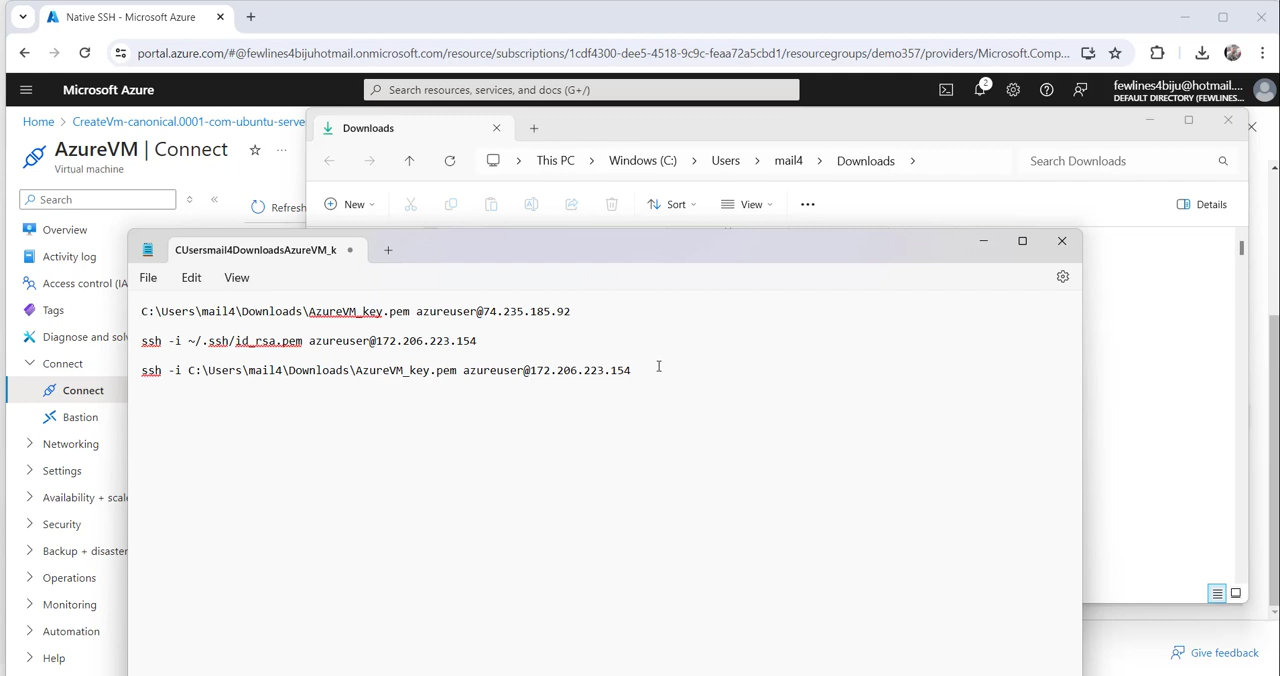 Native SSH - Microsoft Azure
portal.azure.com/#@fewlines4bijuhotmail.onmicrosoft.com/resource/subscriptions/1cdf4300-dee5-4518-9c9c-feaa72a5cbd1/resourcegroups/demo357/providers/Microsoft.Comp...
Microsoft Azure
Search resources, services, and docs (G+/)
2
fewlines4biju@hotmail....
DEFAULT DIRECTORY (FEWLINES...
Home > CreateVm-canonical.0001-com-ubuntu-serve
AzureVM | Connect
Virtual machine
Search
Refresh
Overview
Activity log
Access control (IA
Tags
Diagnose and solv
Connect
Connect
Bastion
Networking
Settings
Availability + scale
Security
Backup + disaster
Operations
Monitoring
Automation
Help
Downloads
This PC > Windows (C:) > Users > mail4 > Downloads >
Search Downloads
New
Sort
View
Details
CUsersmail4DownloadsAzureVM_k
File Edit View
C:\Users\mail4\Downloads\AzureVM_key.pem azureuser@74.235.185.92
ssh -i ~/.ssh/id_rsa.pem azureuser@172.206.223.154
ssh -i C:\Users\mail4\Downloads\AzureVM_key.pem azureuser@172.206.223.154
Give feedback